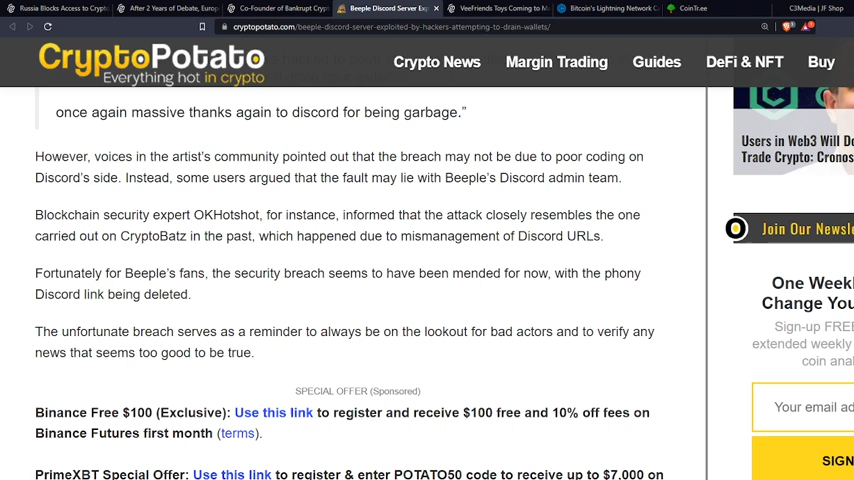 Russia Blocks Access to Crypto
After 2 Years of Debate, Europ
Co-Founder of Bankrupt Crypt
Beeple Discord Server Exp
VeeFriends Toys Coming to M
Bitcoin's Lightning Network C
CoinTr.ee
C3Media | JF Shop
cryptopotato.com/beeple-discord-server-exploited-by-hackers-attempting-to-drain-wallets/
CryptoPotato
Everything hot in crypto
Crypto News
Margin Trading
Guides
DeFi & NFT
Buy
once again massive thanks again to discord for being garbage.”
However, voices in the artist’s community pointed out that the breach may not be due to poor coding on
Discord’s side. Instead, some users argued that the fault may lie with Beeple’s Discord admin team.
Blockchain security expert OKHotshot, for instance, informed that the attack closely resembles the one
carried out on CryptoBatz in the past, which happened due to mismanagement of Discord URLs.
Fortunately for Beeple’s fans, the security breach seems to have been mended for now, with the phony
Discord link being deleted.
The unfortunate breach serves as a reminder to always be on the lookout for bad actors and to verify any
news that seems too good to be true.
SPECIAL OFFER (Sponsored)
Binance Free $100 (Exclusive): Use this link to register and receive $100 free and 10% off fees on
Binance Futures first month (terms).
PrimeXBT Special Offer: Use this link to register & enter POTATO50 code to receive up to $7,000 on
Users in Web3 Will Do
Trade Crypto: Cronos
Join Our Newsle
One Weekl
Change You
Sign-up FREE
extended weekly
coin anal
Your email ad
SIGN